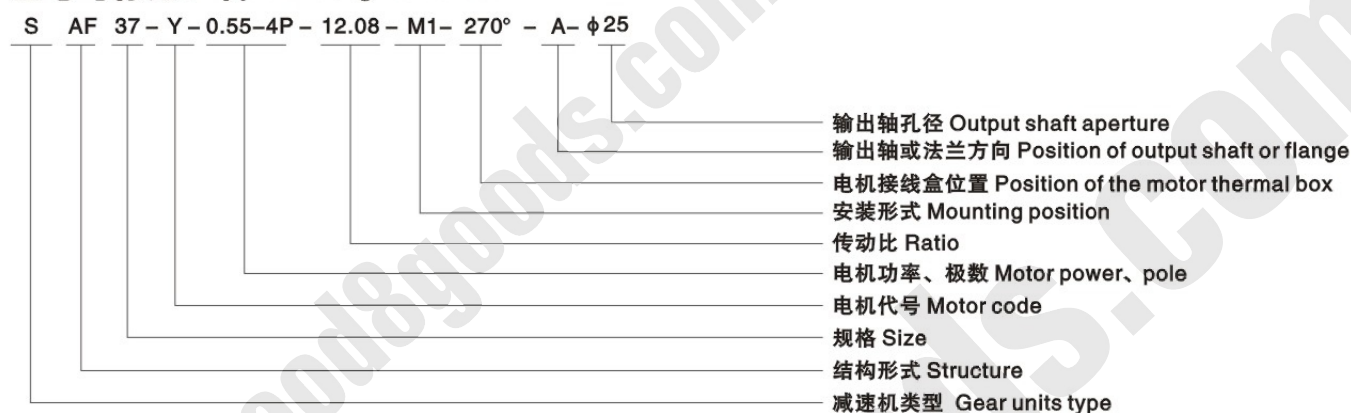 S AF 37 – Y – 0.55–4P – 12.08 – M1– 270° – A– ф25
输出轴孔径 Output shaft aperture
输出轴或法兰方向 Position of output shaft or flange
电机接线盒位置 Position of the motor thermal box
安装形式 Mounting position
传动比 Ratio
电机功率、极数 Motor power、pole
电机代号 Motor code
规格 Size
结构形式 Structure
减速机类型 Gear units type
good8goods.com